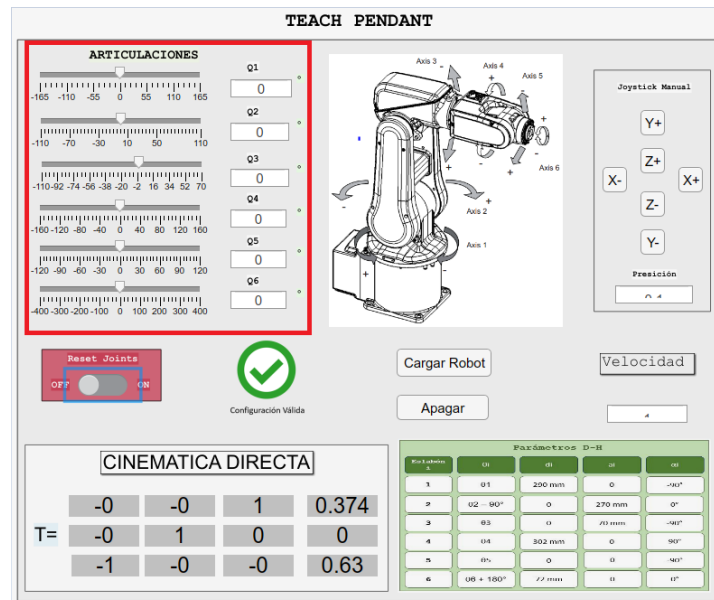 TEACH PENDANT
ARTICULACIONES
-165 -110 -55 0 55 110 165
Q1
0 °
-110 -70 -30 10 50 110
Q2
0 °
-110-92 -74 -56 -38 -20 -2 16 34 52 70
Q3
0 °
-160 -120 -80 -40 0 40 80 120 160
Q4
0 °
-120 -90 -60 -30 0 30 60 90 120
Q5
0 °
-400 -300 -200 -100 0 100 200 300 400
Q6
0 °
Axis 3 -
Axis 4
+
Axis 5
-
+
-
+
+
-
Axis 6
-
+
Axis 2
Axis 1
+ -
Joystick Manual
Y+
Z+
X- X+
Z-
Y-
Presición
Reset Joints
OFF ON
Configuración Válida
Cargar Robot
Apagar
Velocidad
CINEMATICA DIRECTA
-0 -0 1 0.374
T= -0 1 0 0
-1 -0 -0 0.63
Parámetros D-H
1 θ1 290 mm 0 -90°
2 θ2 – 90° 0 270 mm 0°
3 θ3 0 70 mm -90°
4 θ4 302 mm 0 90°
5 θ5 0 0 -90°
6 θ6 + 180° 72 mm 0 0°